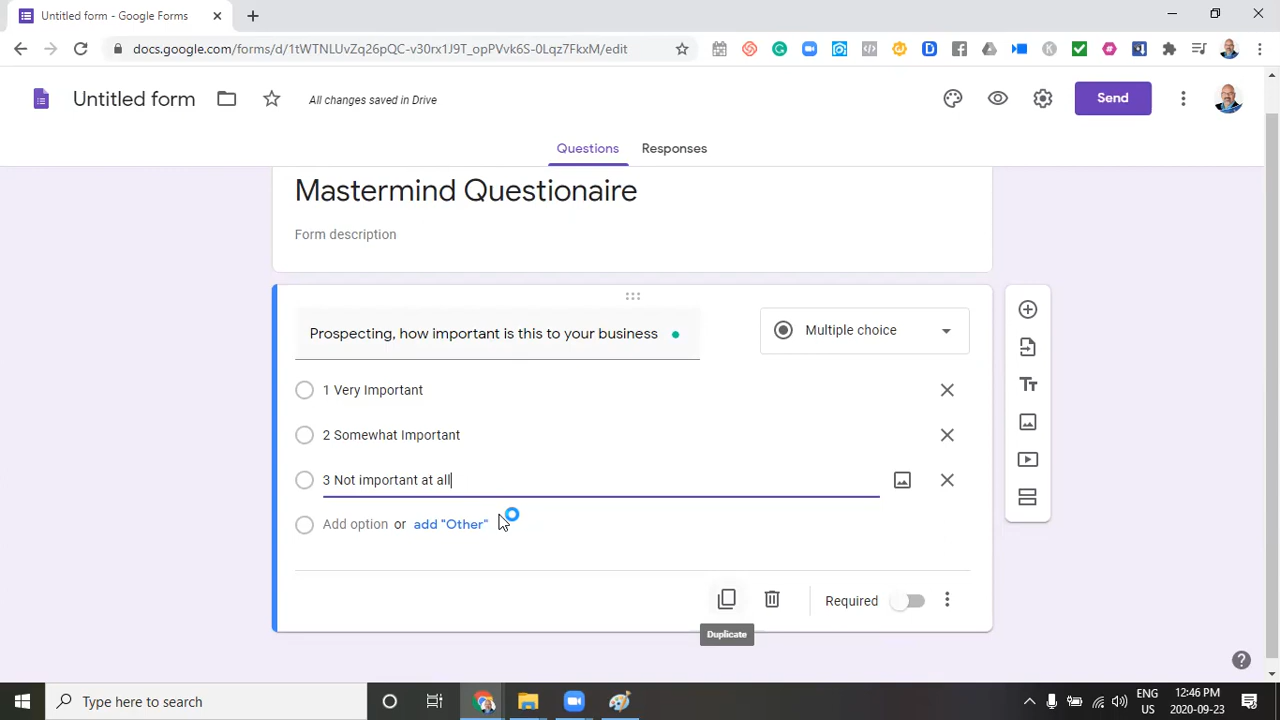 Untitled form - Google Forms
docs.google.com/forms/d/1tWTNLUvZq26pQC-v30rx1J9T_opPVvk6S-0Lqz7FkxM/edit
Untitled form
All changes saved in Drive
Send
Questions
Responses
Mastermind Questionaire
Form description
Prospecting, how important is this to your business
Multiple choice
1 Very Important
2 Somewhat Important
3 Not important at all
Add option or add "Other"
Required
Duplicate
Type here to search
ENG
US
12:46 PM
2020-09-23